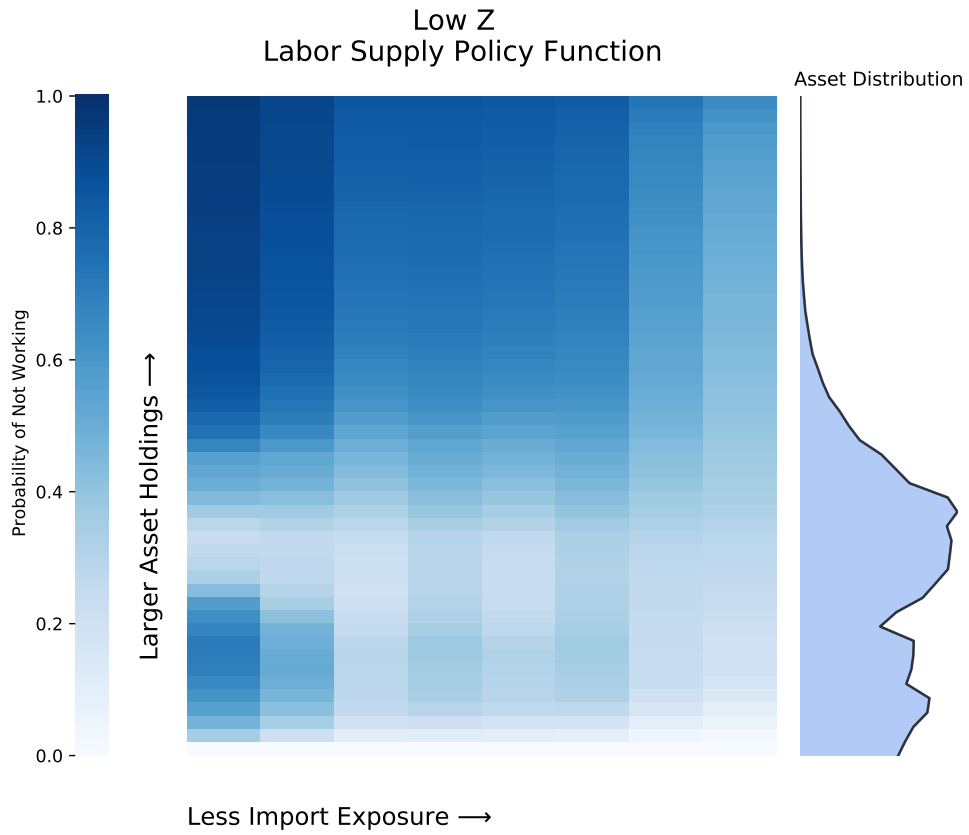 Low Z
Labor Supply Policy Function
Asset Distribution
1.0
0.8
0.6
0.4
0.2
0.0
Probability of Not Working
Larger Asset Holdings ⟶
Less Import Exposure ⟶